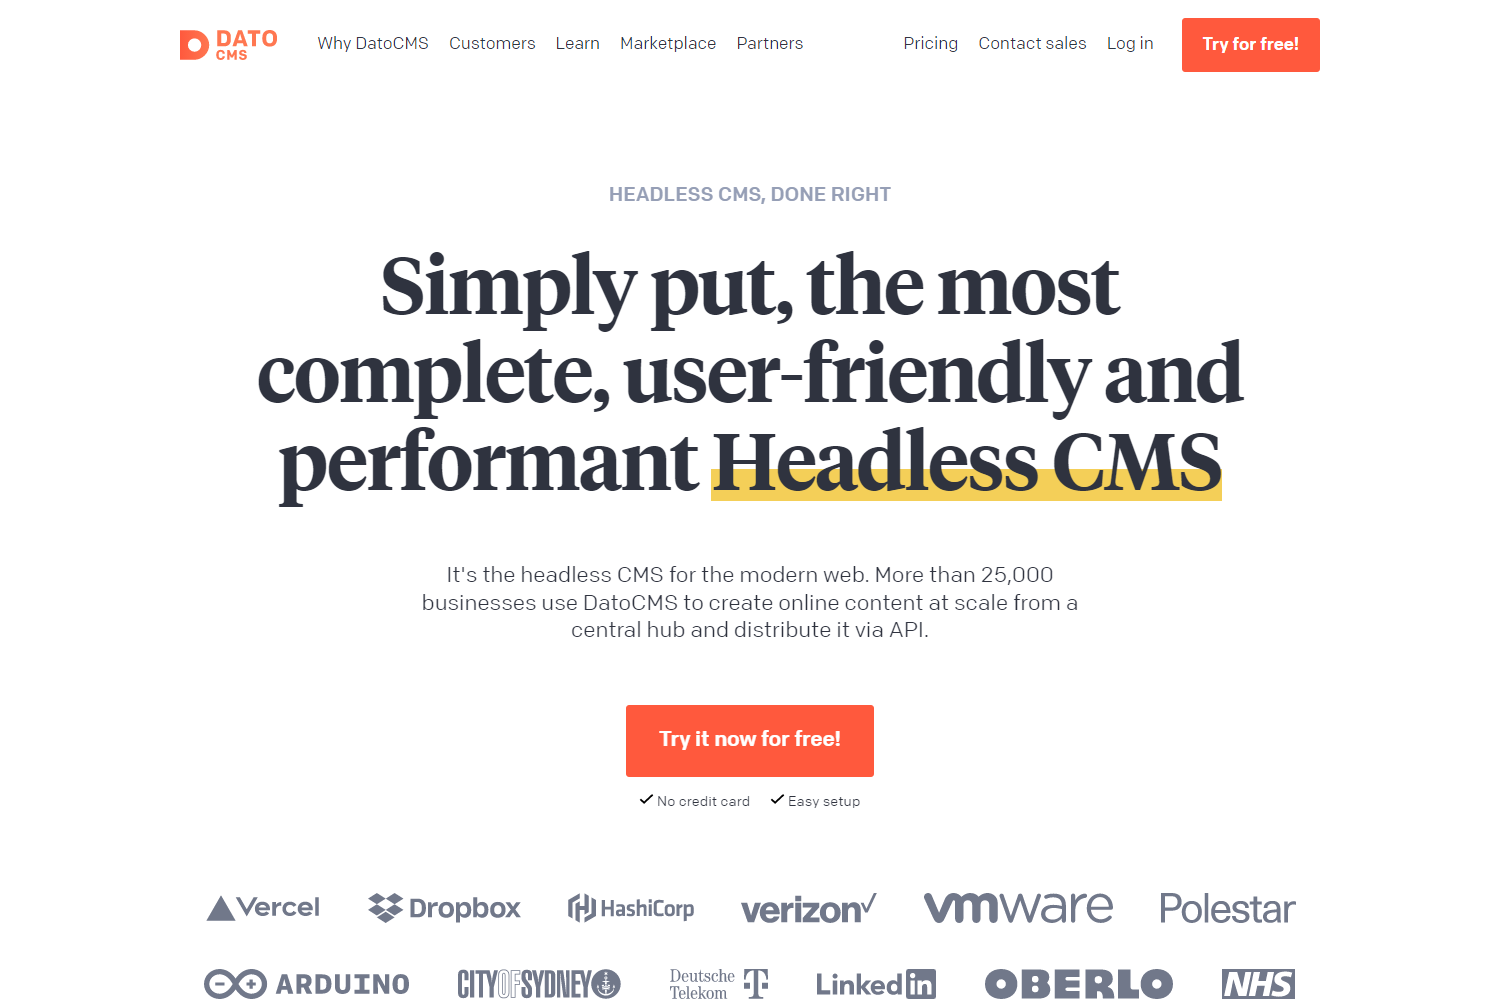 DATO CMS
Why DatoCMS Customers Learn Marketplace Partners Pricing Contact sales Log in Try for free!
HEADLESS CMS, DONE RIGHT
Simply put, the most
complete, user-friendly and
performant Headless CMS
It's the headless CMS for the modern web. More than 25,000
businesses use DatoCMS to create online content at scale from a
central hub and distribute it via API.
Try it now for free!
No credit card Easy setup
Vercel Dropbox HashiCorp verizon vmware Polestar
ARDUINO CITY OF SYDNEY Deutsche Telekom T LinkedIn OBERLO NHS